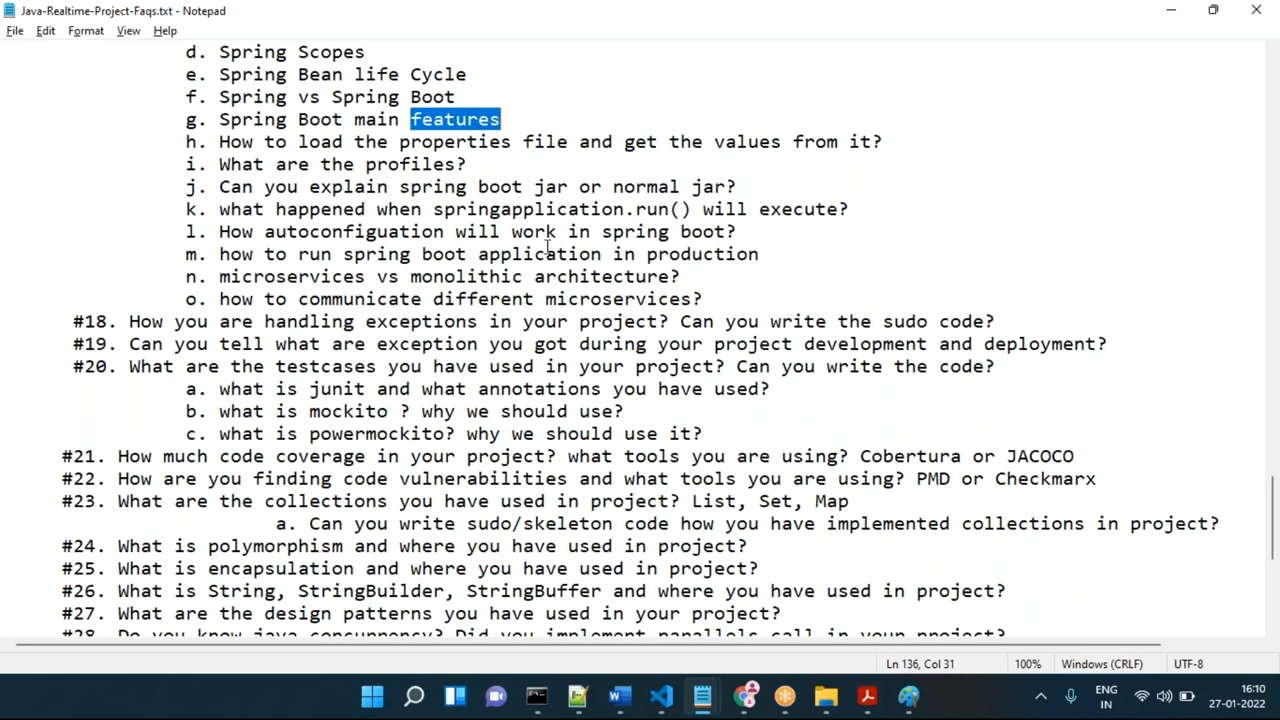 Java-Realtime-Project-Faqs.txt - Notepad
File Edit Format View Help
d. Spring Scopes
e. Spring Bean life Cycle
f. Spring vs Spring Boot
g. Spring Boot main features
h. How to load the properties file and get the values from it?
i. What are the profiles?
j. Can you explain spring boot jar or normal jar?
k. what happened when springapplication.run() will execute?
l. How autoconfiguation will work in spring boot?
m. how to run spring boot application in production
n. microservices vs monolithic architecture?
o. how to communicate different microservices?
#18. How you are handling exceptions in your project? Can you write the sudo code?
#19. Can you tell what are exception you got during your project development and deployment?
#20. What are the testcases you have used in your project? Can you write the code?
a. what is junit and what annotations you have used?
b. what is mockito ? why we should use?
c. what is powermockito? why we should use it?
#21. How much code coverage in your project? what tools you are using? Cobertura or JACOCO
#22. How are you finding code vulnerabilities and what tools you are using? PMD or Checkmarx
#23. What are the collections you have used in project? List, Set, Map
a. Can you write sudo/skeleton code how you have implemented collections in project?
#24. What is polymorphism and where you have used in project?
#25. What is encapsulation and where you have used in project?
#26. What is String, StringBuilder, StringBuffer and where you have used in project?
#27. What are the design patterns you have used in your project?
#28. Do you know java concurrency? Did you implement parallels call in your project?
Ln 136, Col 31 100% Windows (CRLF) UTF-8
ENG 16:10
IN 27-01-2022